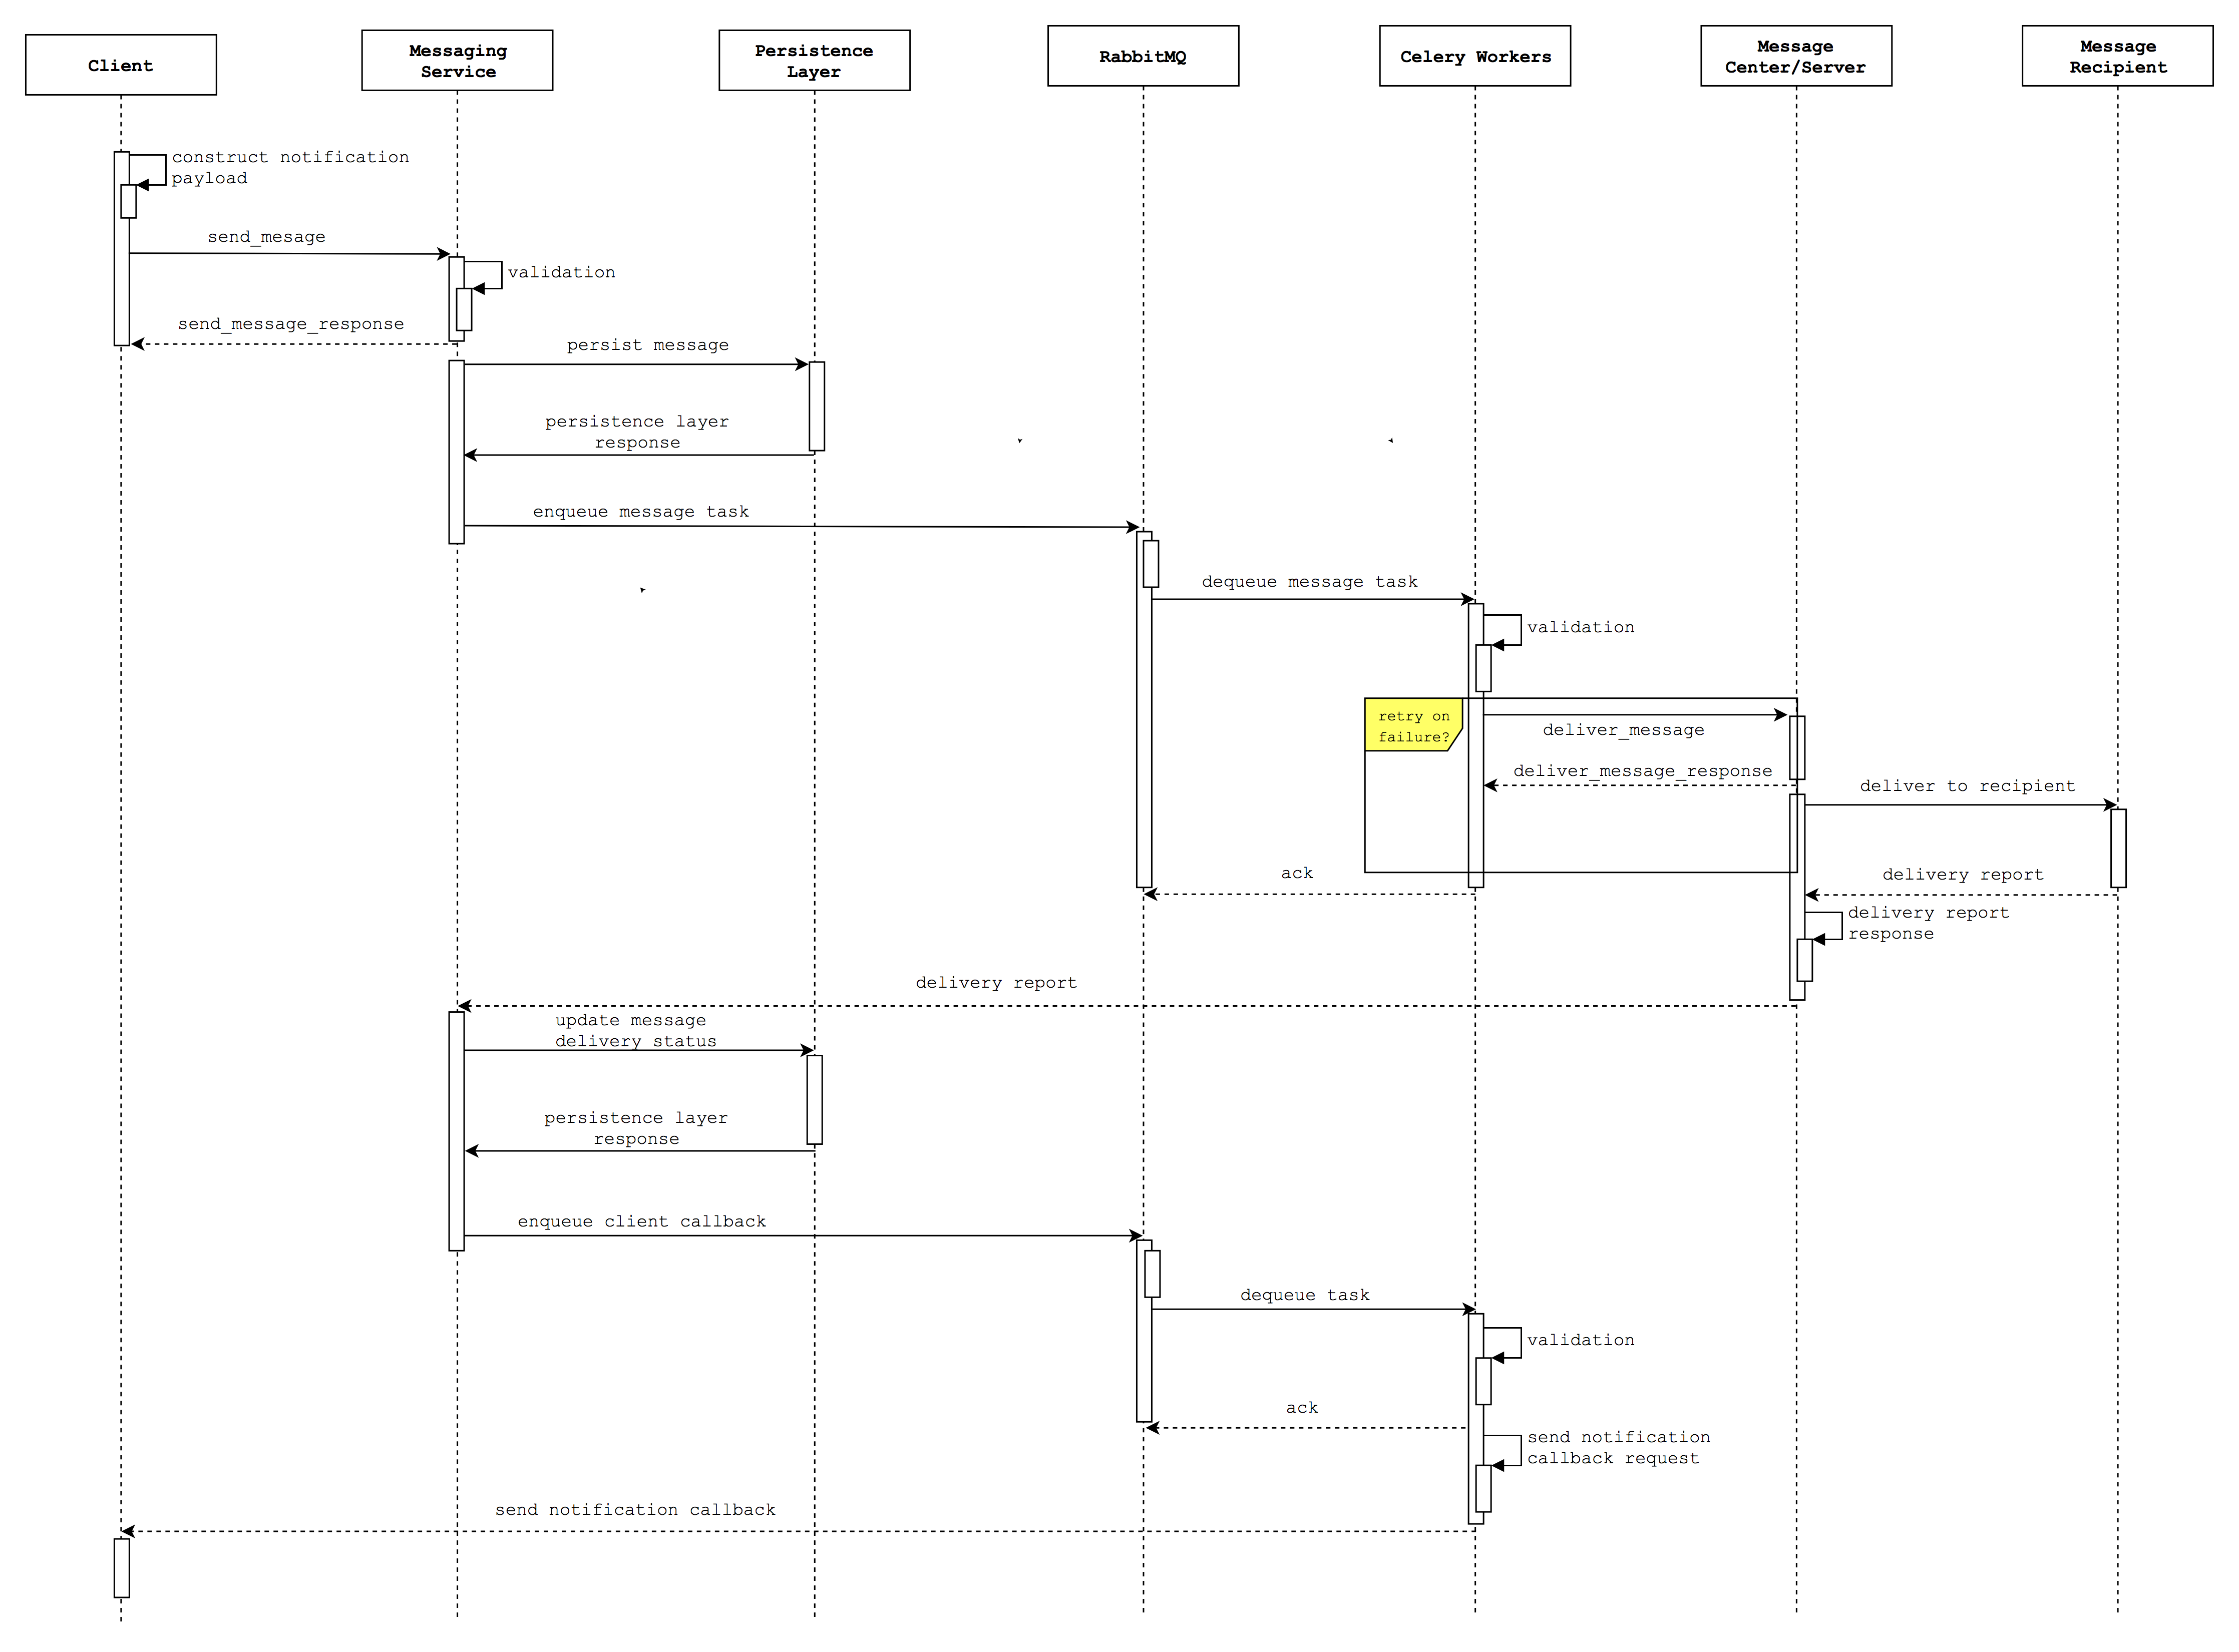 Client
Messaging
Service
Persistence
Layer
RabbitMQ
Celery Workers
Message
Center/Server
Message
Recipient
construct notification
payload
send_mesage
validation
send_message_response
persist message
persistence layer
response
enqueue message task
dequeue message task
validation
retry on
failure?
deliver_message
deliver_message_response
deliver to recipient
ack
delivery report
delivery report
response
delivery report
update message
delivery status
persistence layer
response
enqueue client callback
dequeue task
validation
ack
send notification
callback request
send notification callback